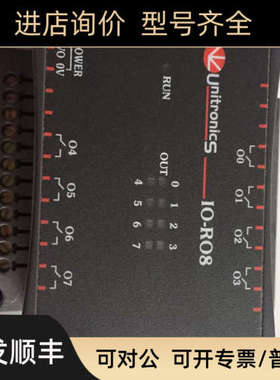 进店询价 型号齐全
POWER
I/O 0V
RUN
unitronics
IO-RO8
OUT
4 0
5 1
6 2
7 3
O4
O5
O6
O7
O0
O1
O2
O3
发顺丰
可对公 可开专票/普